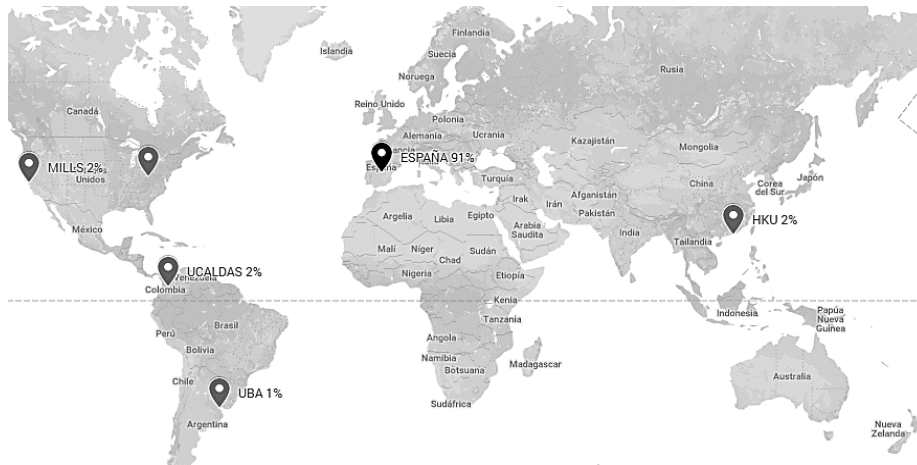 Islandia
Finlandia
Suecia
Noruega
Rusia
Canadá
Reino Unido
Polonia
Alemania
Ucrania
Kazajistán
Mongolia
ESPAÑA 91%
MILLS 2%
Unidos
Turquía
China
Corea
del Sur
Japón
Afganistán
Irak
Irán
Pakistán
Argelia
Libia
Egipto
Arabia
Saudita
México
HKU 2%
India
Malí
Níger
Sudán
Chad
Tailandia
UCALDAS 2%
Venezuela
Nigeria
Etiopía
Colombia
Kenia
Indonesia
Papúa
Nueva
Guinea
Tanzania
Brasil
Perú
Angola
Bolivia
Namibia
Madagascar
Botsuana
Chile
Australia
UBA 1%
Sudáfrica
Argentina
Nueva
Zelanda